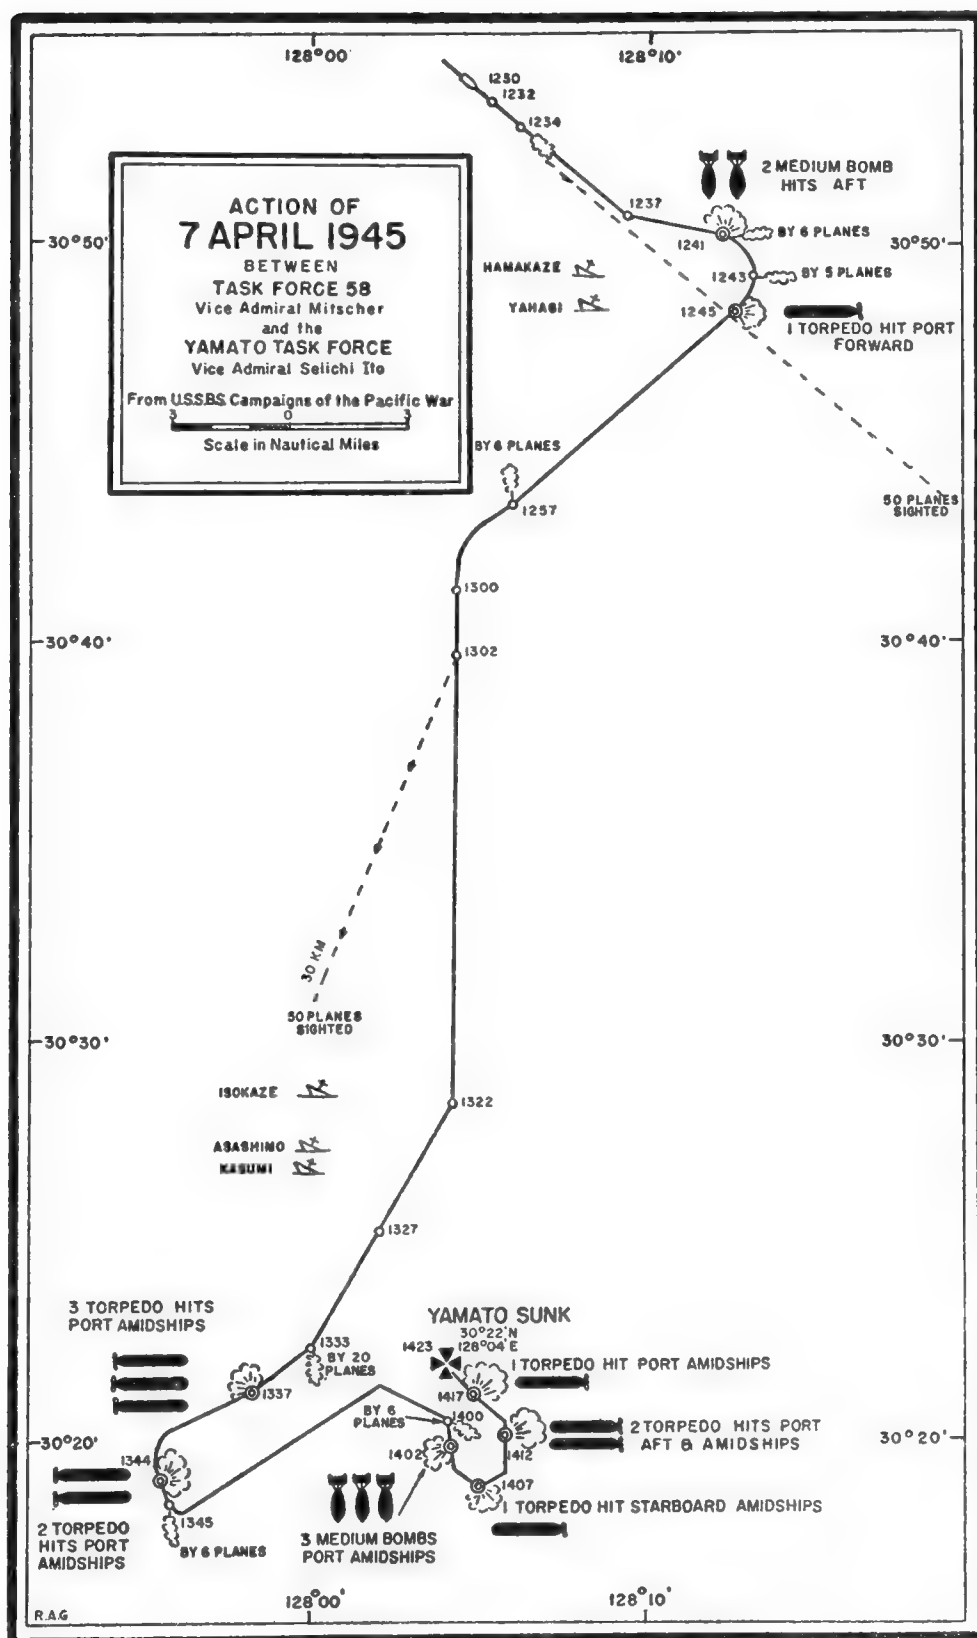 128°00'
128°10'
1230
1232
1234
2 MEDIUM BOMB
HITS AFT
ACTION OF
7 APRIL 1945
BETWEEN
TASK FORCE 58
Vice Admiral Mitscher
and the
YAMATO TASK FORCE
Vice Admiral Seiichi Ito
From U.S.S.B.S. Campaigns of the Pacific War
3 0 3
Scale in Nautical Miles
1237
30°50'
1241
BY 6 PLANES
30°50'
HAMAKAZE
1243
BY 5 PLANES
YAHAGI
1245
1 TORPEDO HIT PORT
FORWARD
BY 6 PLANES
50 PLANES
SIGHTED
1257
1300
30°40'
1302
30°40'
30 KM
50 PLANES
SIGHTED
30°30'
30°30'
ISOKAZE
1322
ASASHIMO
KASUMI
1327
3 TORPEDO HITS
PORT AMIDSHIPS
YAMATO SUNK
30°22'N
128°04'E
1333
BY 20
PLANES
1423
1 TORPEDO HIT PORT AMIDSHIPS
1337
1417
BY 6
PLANES
1400
30°20'
1402
1412
2 TORPEDO HITS PORT
AFT & AMIDSHIPS
30°20'
1344
1407
1345
1 TORPEDO HIT STARBOARD AMIDSHIPS
2 TORPEDO
HITS PORT
AMIDSHIPS
BY 6 PLANES
3 MEDIUM BOMBS
PORT AMIDSHIPS
128°00'
128°10'
R.A.G